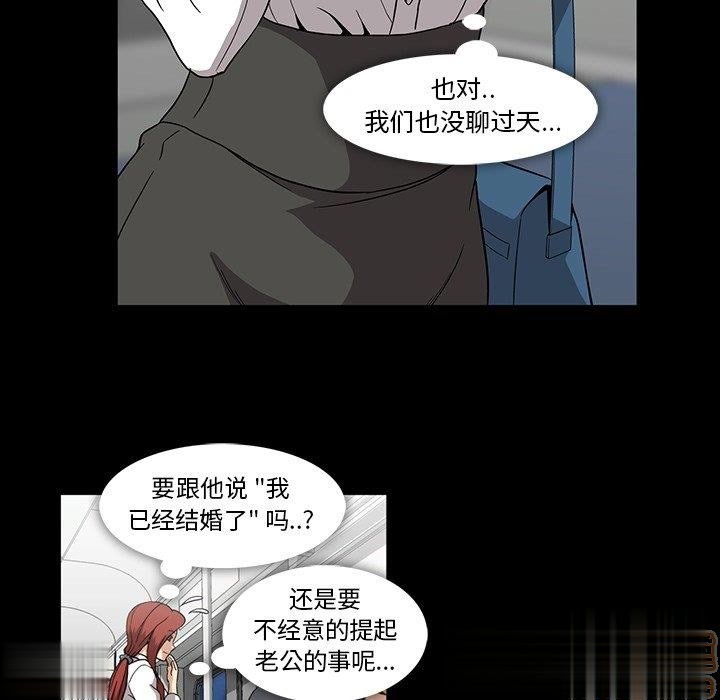 也对..
我们也没聊过天...
要跟他说 "我
已经结婚了" 吗..?
还是要
不经意的提起
老公的事呢...